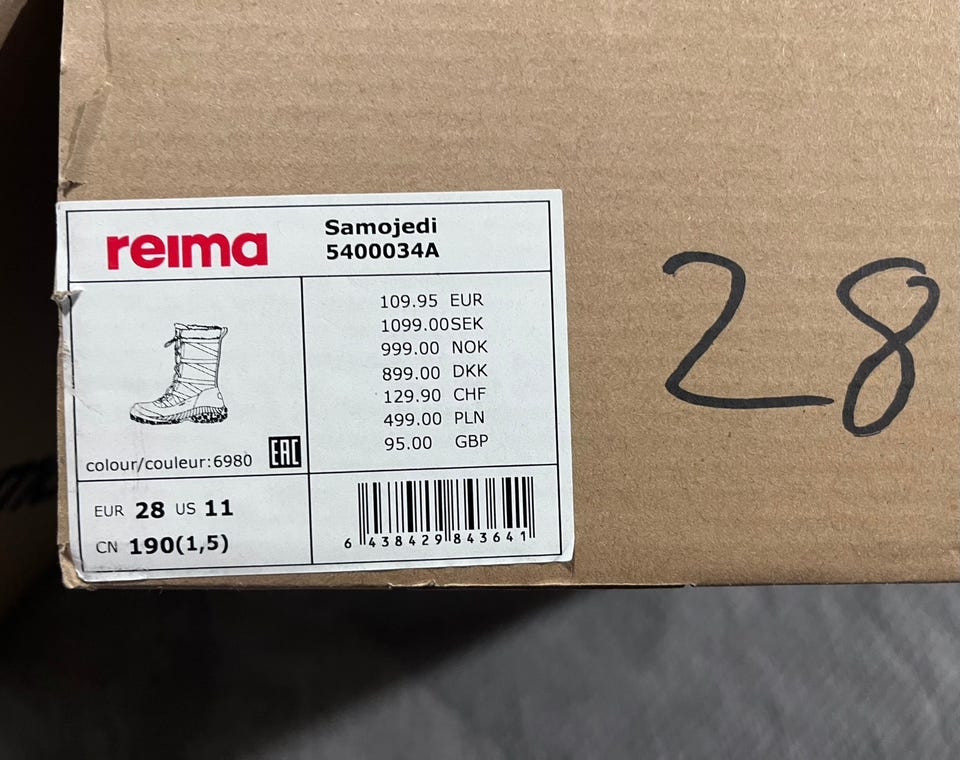 reima
Samojedi
5400034A
109.95 EUR
1099.00SEK
999.00 NOK
899.00 DKK
129.90 CHF
499.00 PLN
95.00 GBP
colour/couleur:6980
EAC
EUR 28 US 11
CN 190(1,5)
6 438429 843641
28